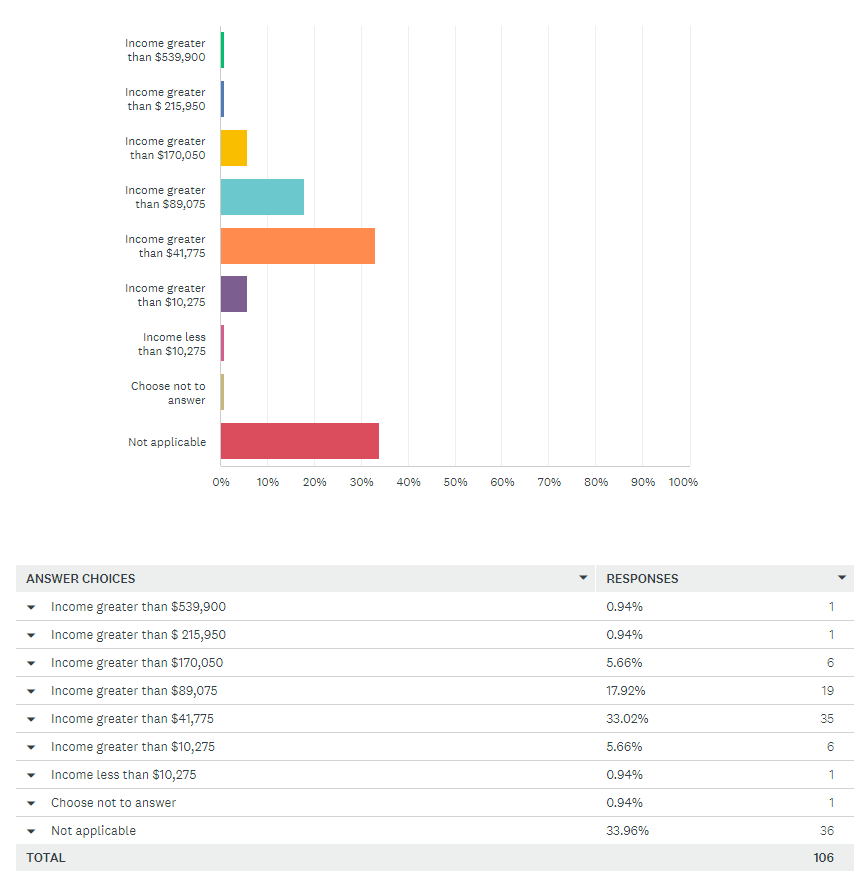 Income greater
than $539,900
Income greater
than $ 215,950
Income greater
than $170,050
Income greater
than $89,075
Income greater
than $41,775
Income greater
than $10,275
Income less
than $10,275
Choose not to
answer
Not applicable
0% 10% 20% 30% 40% 50% 60% 70% 80% 90% 100%
ANSWER CHOICES RESPONSES
Income greater than $539,900 0.94% 1
Income greater than $ 215,950 0.94% 1
Income greater than $170,050 5.66% 6
Income greater than $89,075 17.92% 19
Income greater than $41,775 33.02% 35
Income greater than $10,275 5.66% 6
Income less than $10,275 0.94% 1
Choose not to answer 0.94% 1
Not applicable 33.96% 36
TOTAL 106